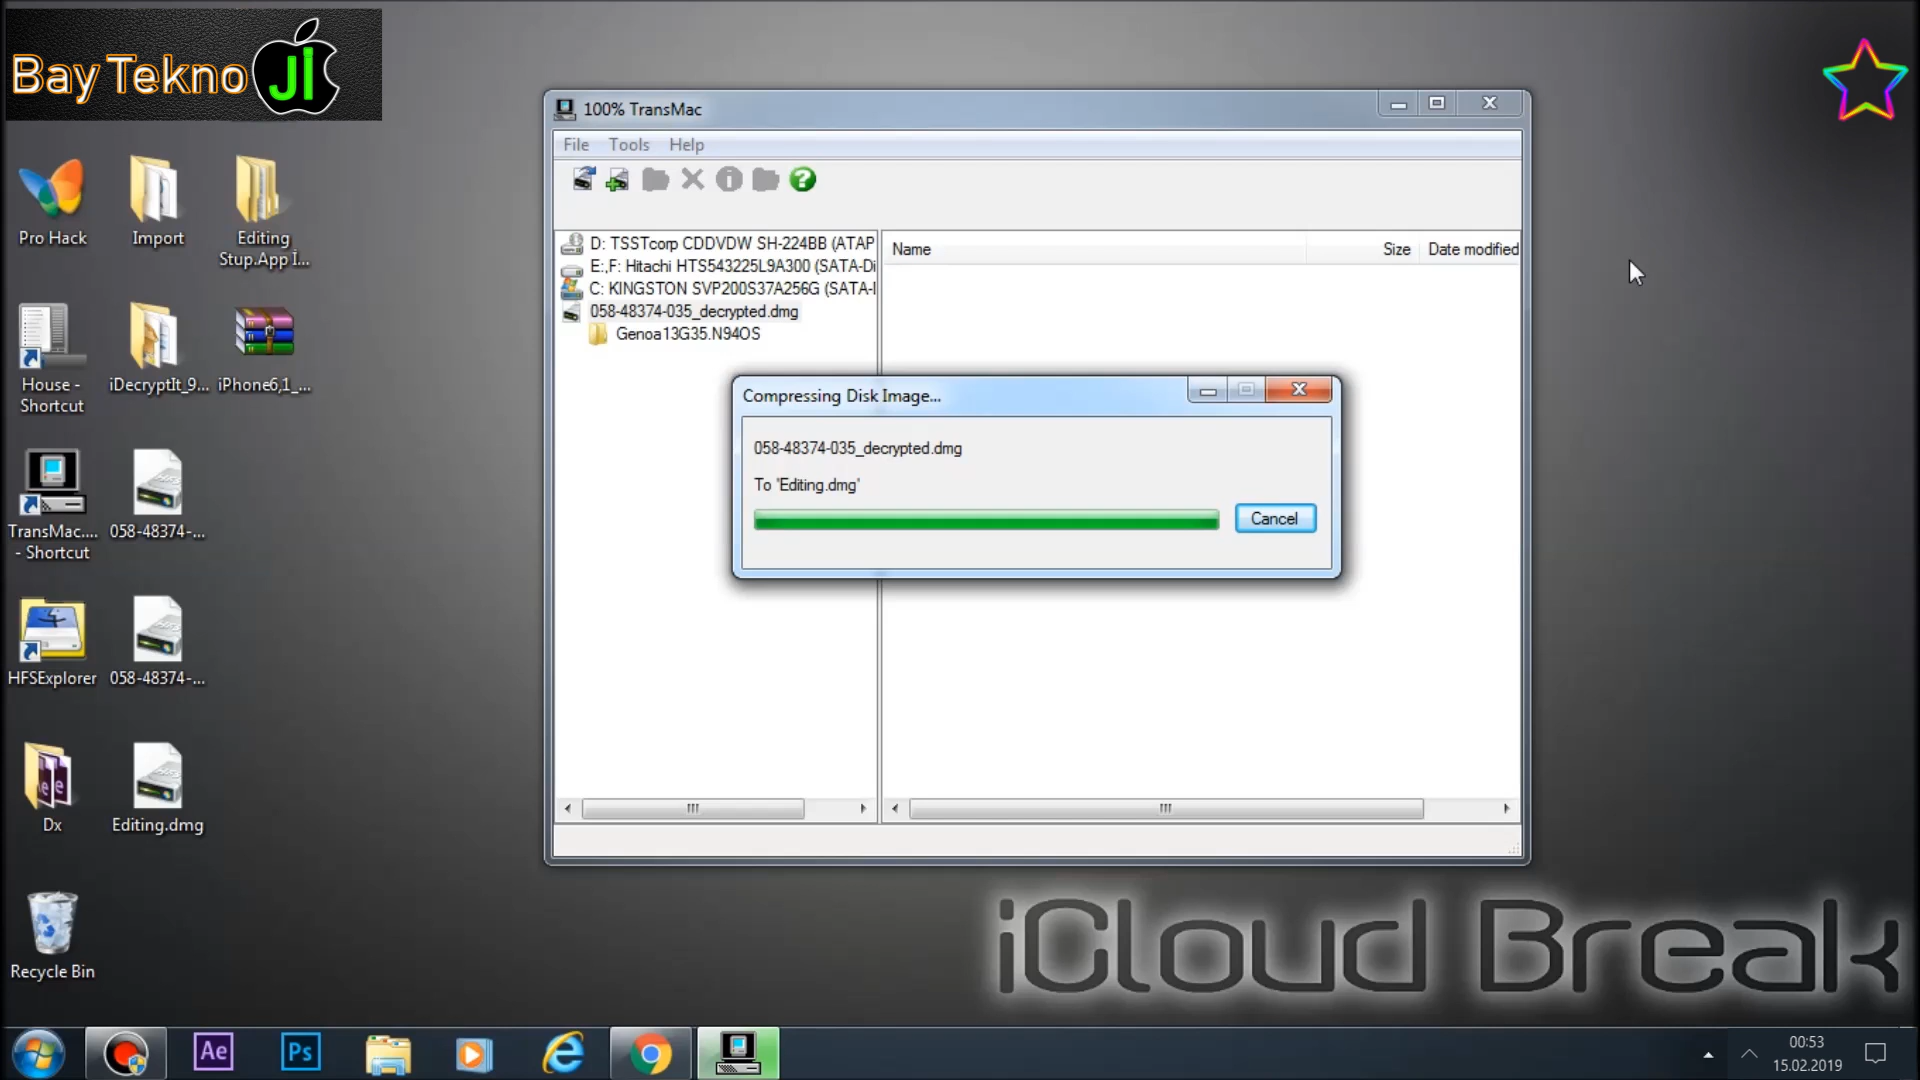 Bay Tekno Ji
Pro Hack
Import
Editing
Stup.App İ...
House -
Shortcut
iDecryptIt_9...
iPhone6,1_...
TransMac....
- Shortcut
058-48374-...
HFSExplorer
058-48374-...
Dx
Editing.dmg
Recycle Bin
100% TransMac
File Tools Help
D: TSSTcorp CDDVDW SH-224BB (ATAP
E:,F: Hitachi HTS543225L9A300 (SATA-Di
C: KINGSTON SVP200S37A256G (SATA-I
058-48374-035_decrypted.dmg
Genoa13G35.N94OS
Name Size Date modified
Compressing Disk Image...
058-48374-035_decrypted.dmg
To 'Editing.dmg'
Cancel
iCloud Break
Ae
Ps
00:53
15.02.2019